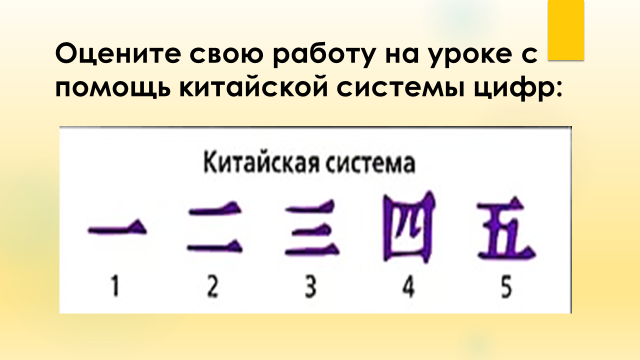 Оцените свою работу на уроке с
помощь китайской системы цифр:
Китайская система
一 二 三 四 五
1 2 3 4 5